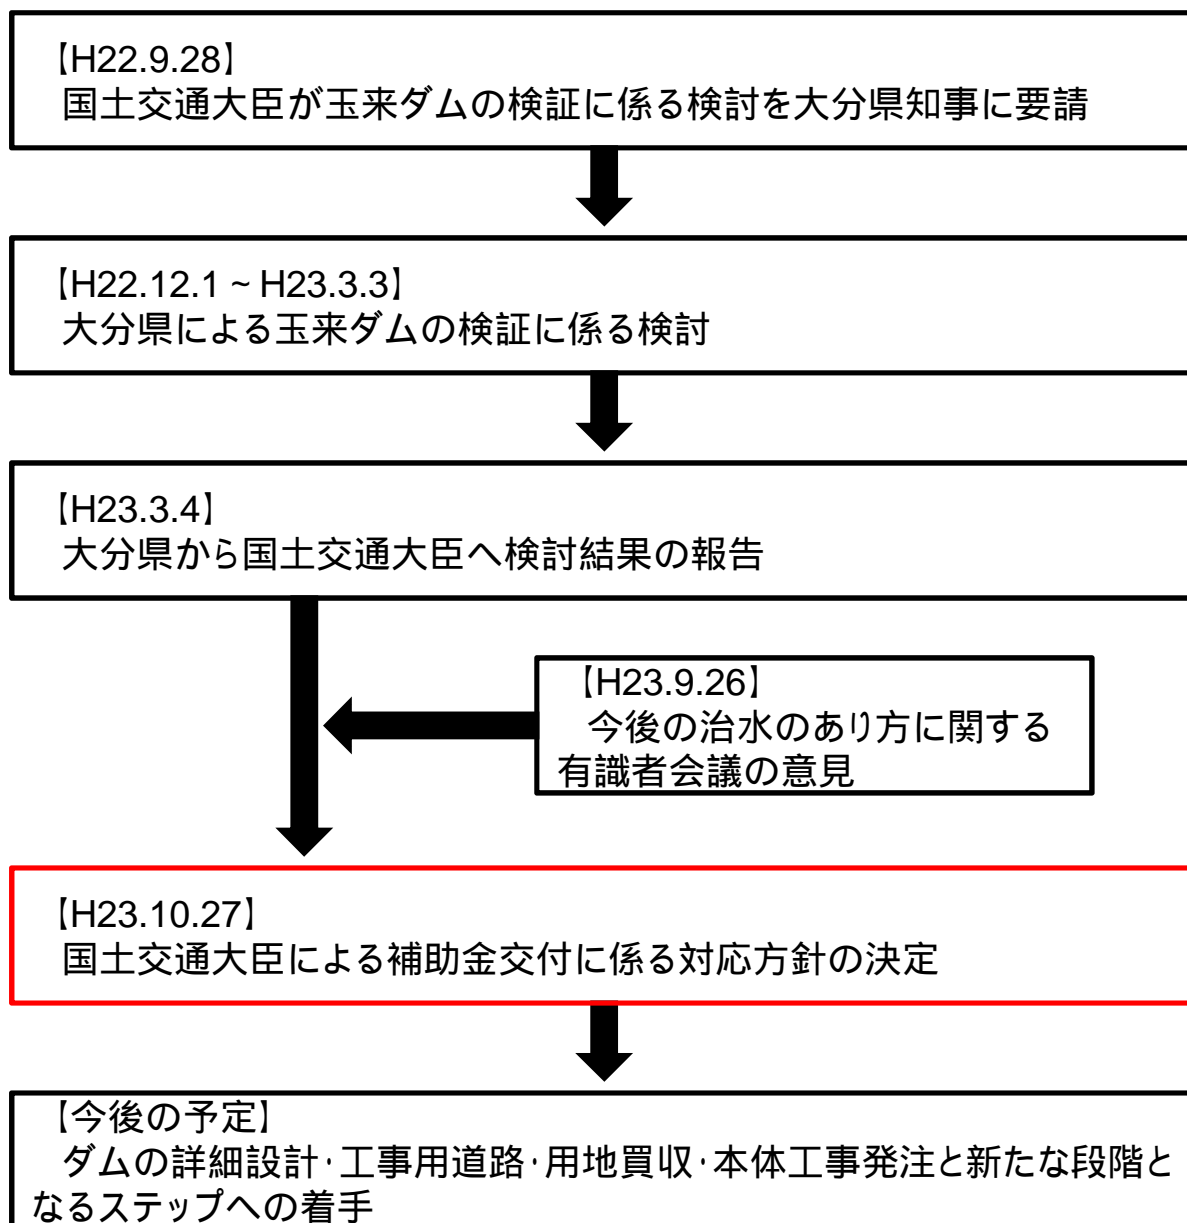 【H22.9.28】
国土交通大臣が玉来ダムの検証に係る検討を大分県知事に要請
【H22.12.1 ~ H23.3.3】
大分県による玉来ダムの検証に係る検討
【H23.3.4】
大分県から国土交通大臣へ検討結果の報告
【H23.9.26】
今後の治水のあり方に関する
有識者会議の意見
【H23.10.27】
国土交通大臣による補助金交付に係る対応方針の決定
【今後の予定】
ダムの詳細設計・工事用道路・用地買収・本体工事発注と新たな段階と
なるステップへの着手